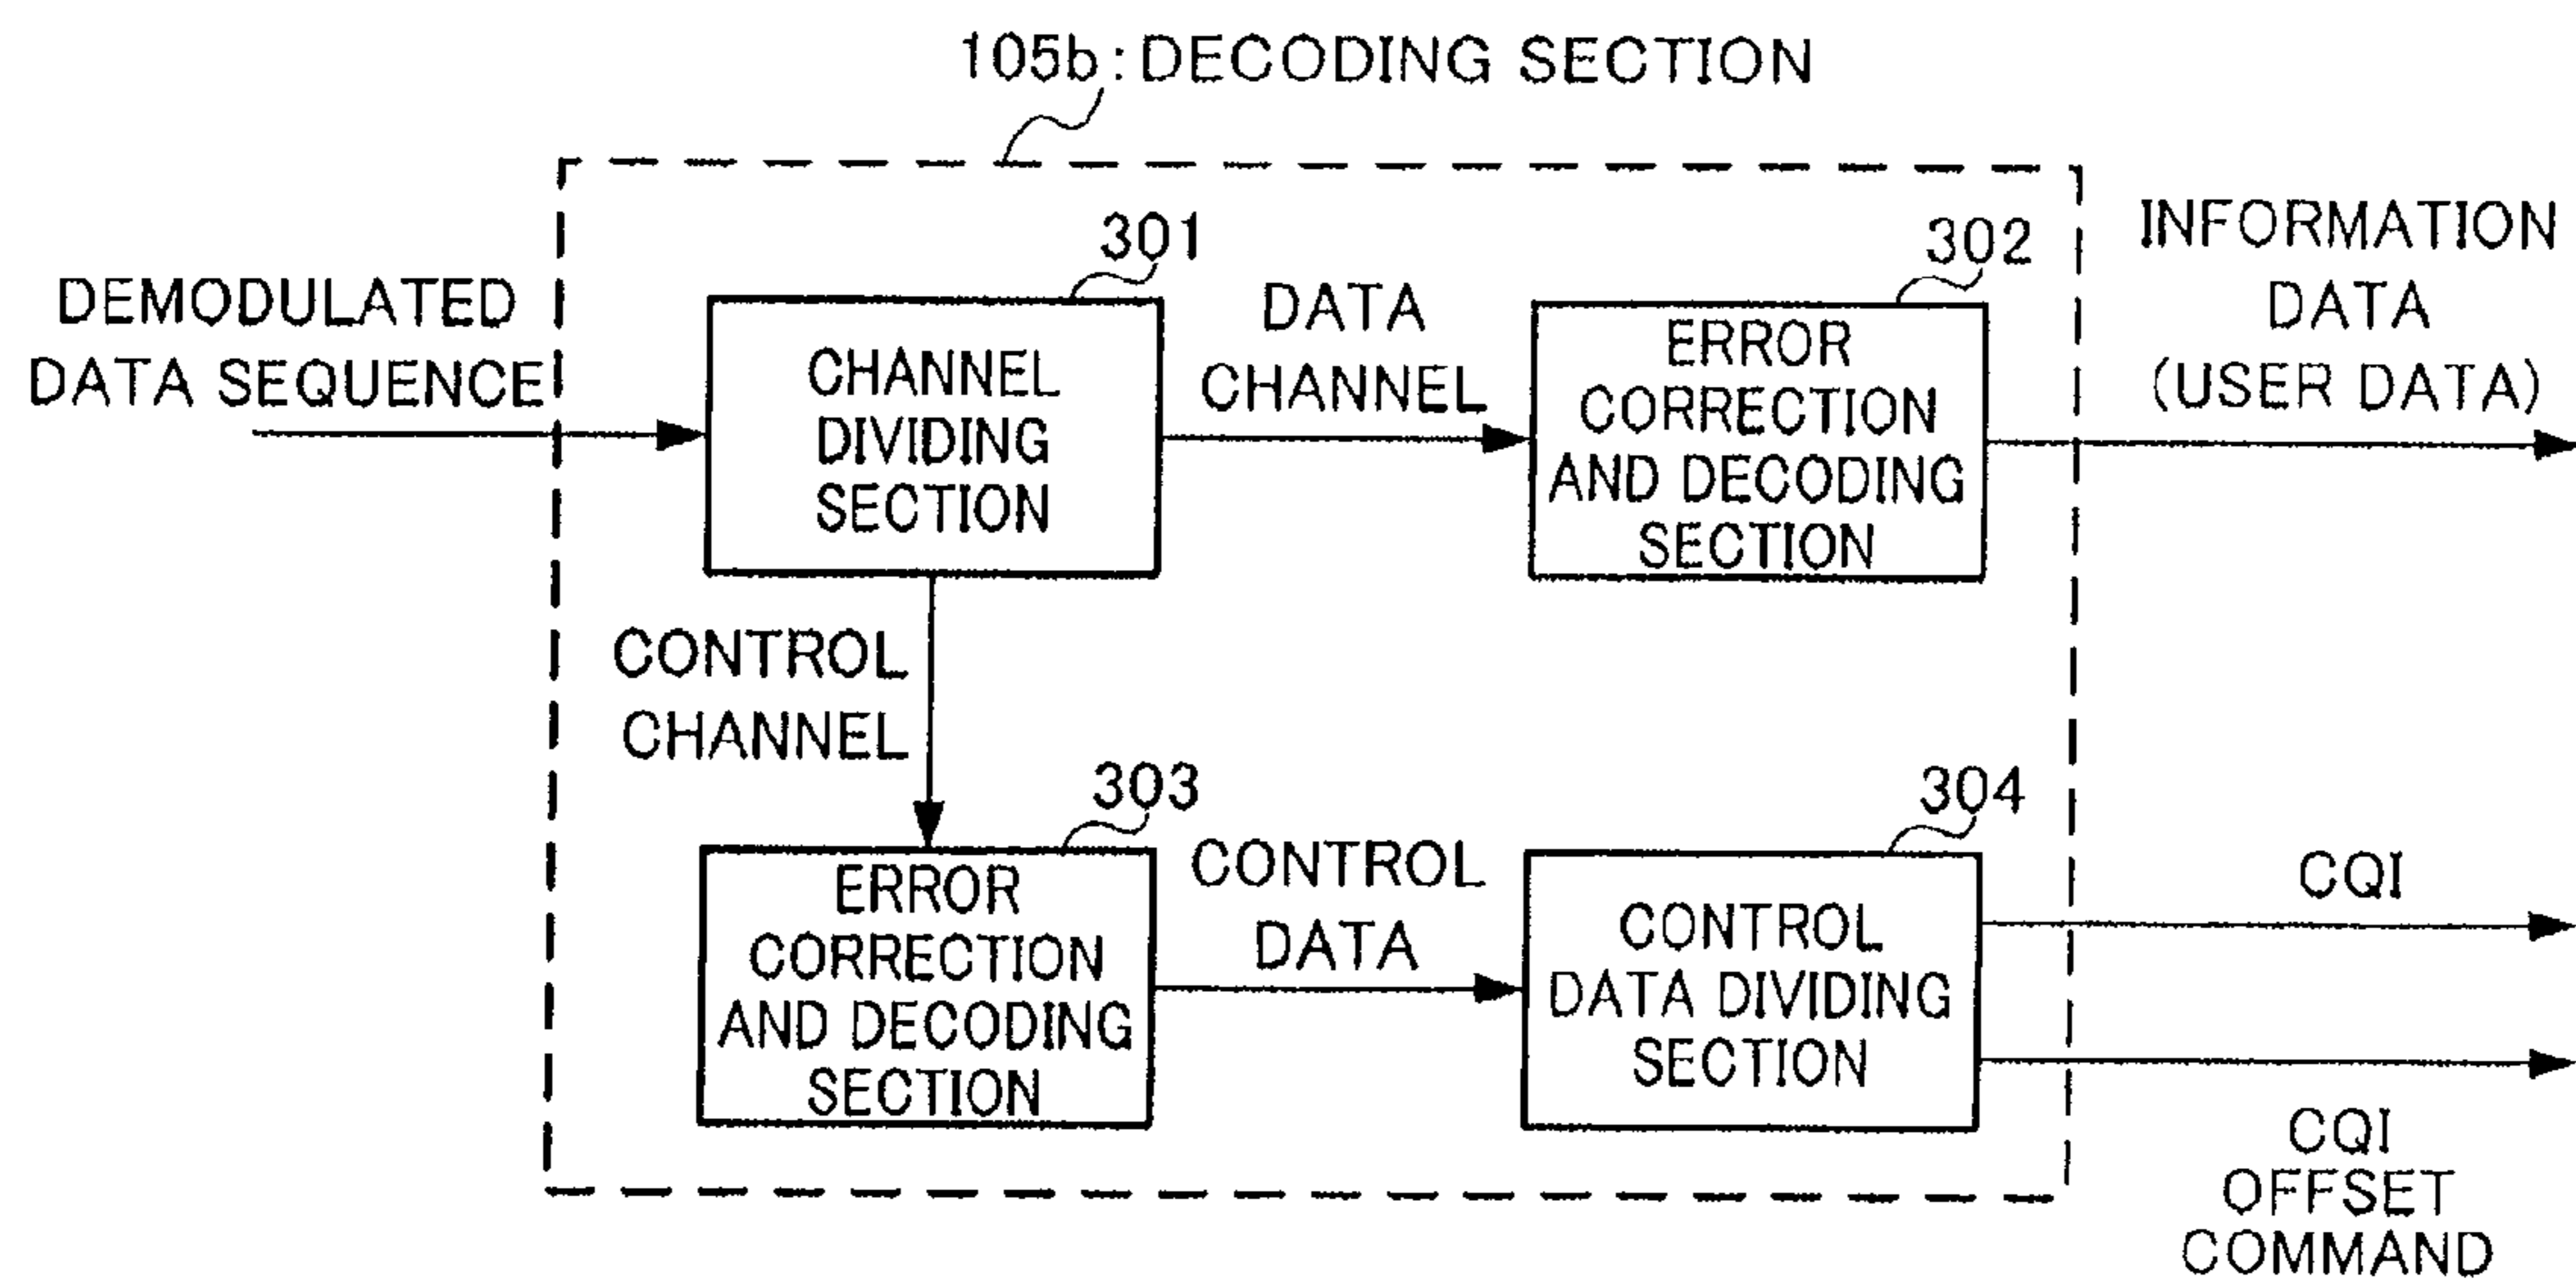 105b:DECODING SECTION
301
302
INFORMATION
DATA
(USER DATA)
DEMODULATED
DATA SEQUENCE
CHANNEL
DIVIDING
SECTION
DATA
CHANNEL
ERROR
CORRECTION
AND DECODING
SECTION
CONTROL
CHANNEL
303
304
ERROR
CORRECTION
AND DECODING
SECTION
CONTROL
DATA
CONTROL
DATA DIVIDING
SECTION
CQI
CQI
OFFSET
COMMAND